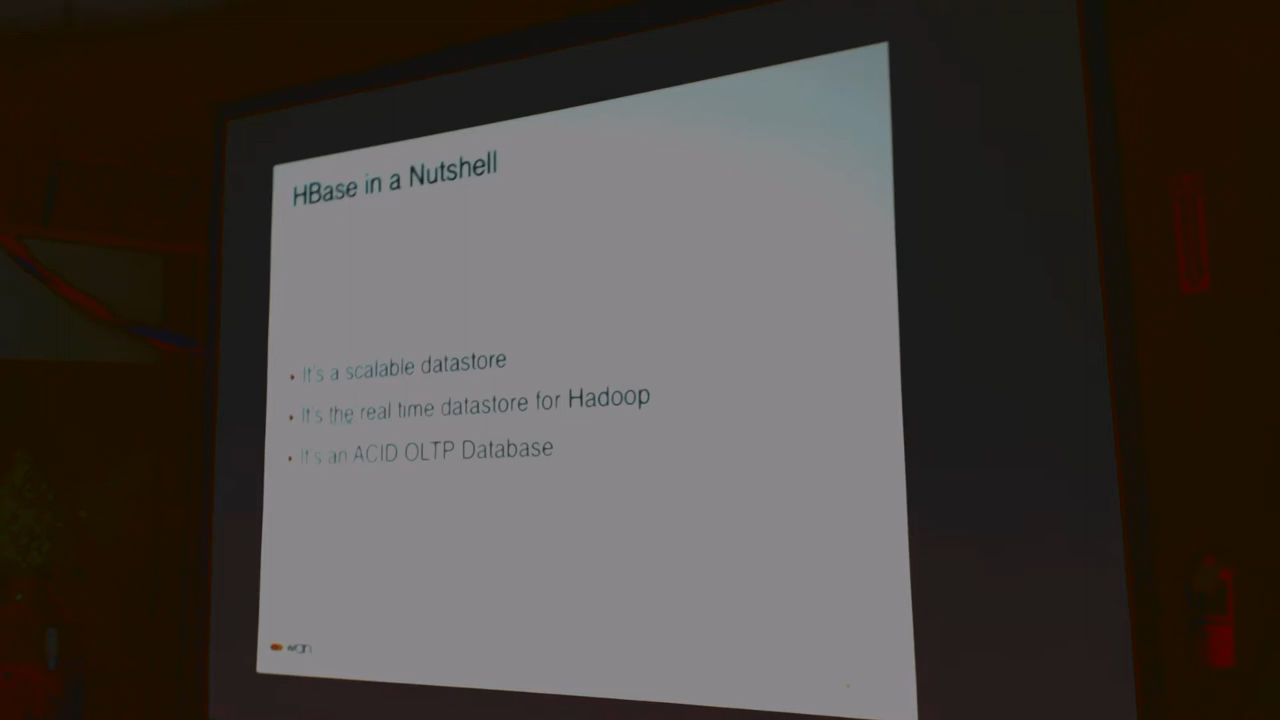 HBase in a Nutshell
• It's a scalable datastore
• It's the real time datastore for Hadoop
• It's an ACID OLTP Database